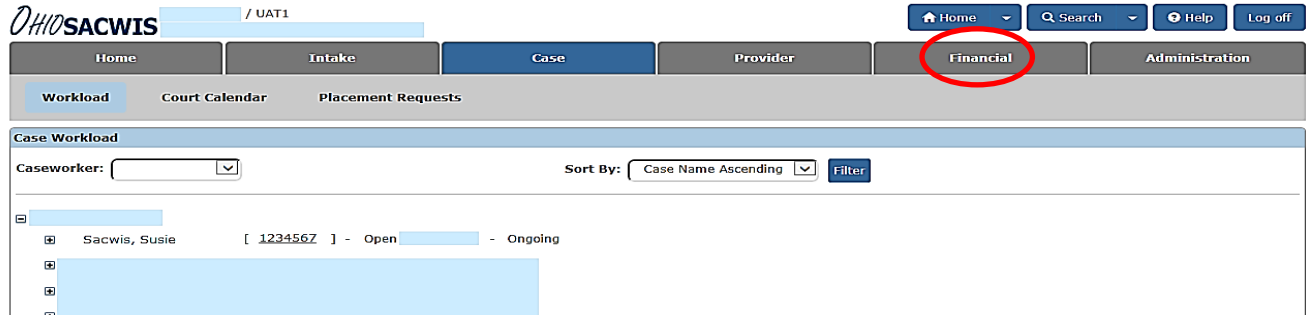 OHIOSACWIS / UAT1 Home Search Help Log off
Home Intake Case Provider Financial Administration
Workload Court Calendar Placement Requests
Case Workload
Caseworker: Sort By: Case Name Ascending Filter
Sacwis, Susie [ 1234567 ] - Open - Ongoing